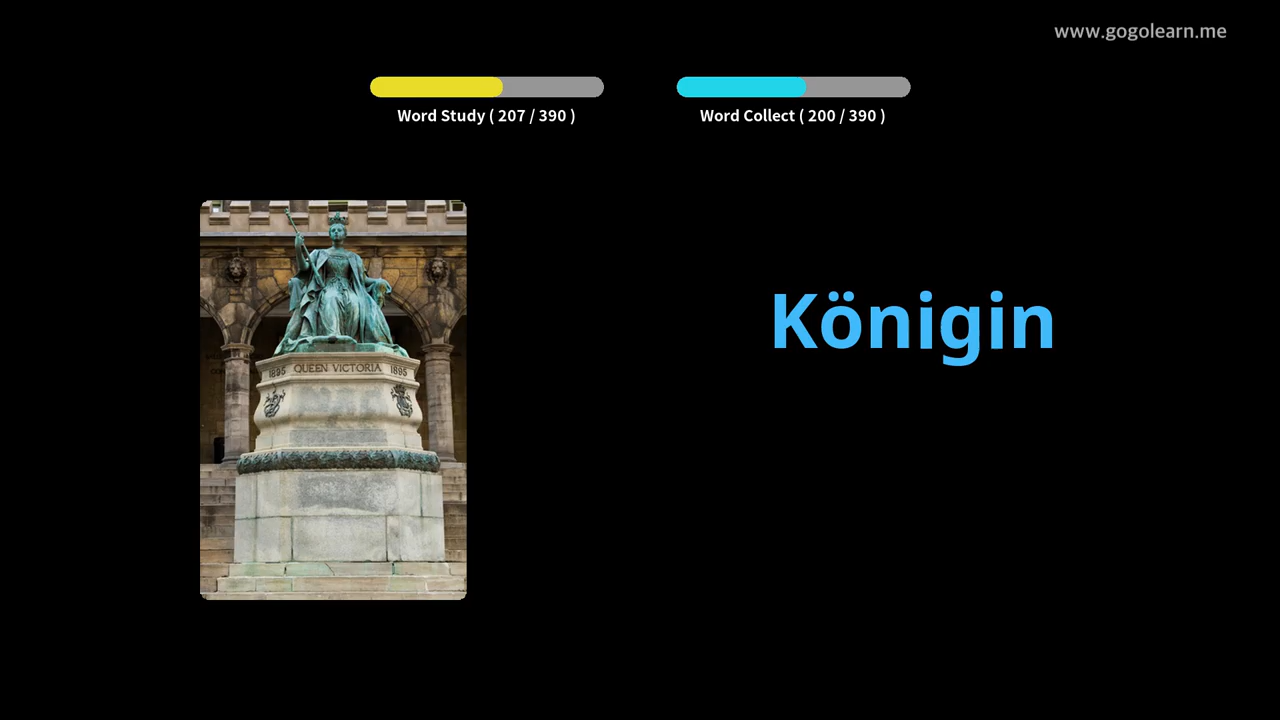 www.gogolearn.me
Word Study ( 207 / 390 )
Word Collect ( 200 / 390 )
1895 QUEEN VICTORIA 1895
Königin